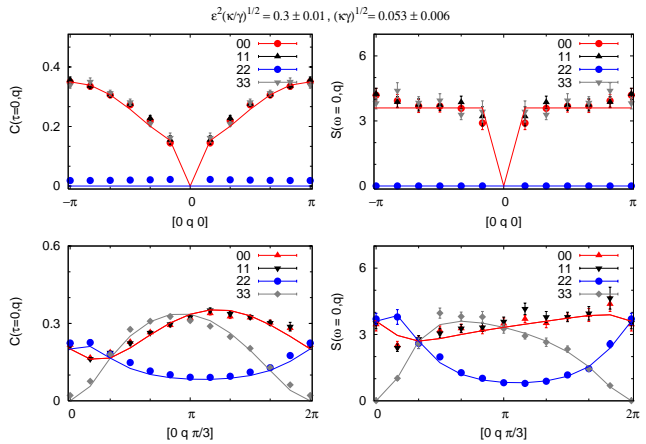 ε²(κ/γ)^{1/2} = 0.3 ± 0.01 , (κγ)^{1/2} = 0.053 ± 0.006
C(τ=0,q)
0.4
0.2
0
−π
0
π
[0 q 0]
00
11
22
33
S(ω = 0,q)
6
3
0
−π
0
π
[0 q 0]
00
11
22
33
C(τ=0,q)
0.6
0.3
0
0
π
2π
[0 q π/3]
00
11
22
33
S(ω = 0,q)
6
3
0
0
π
2π
[0 q π/3]
00
11
22
33